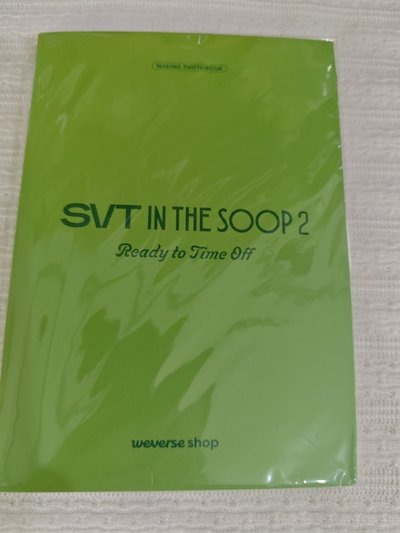 MAKING PHOTOBOOK
SVT IN THE SOOP 2
Ready to Time Off
weverse shop